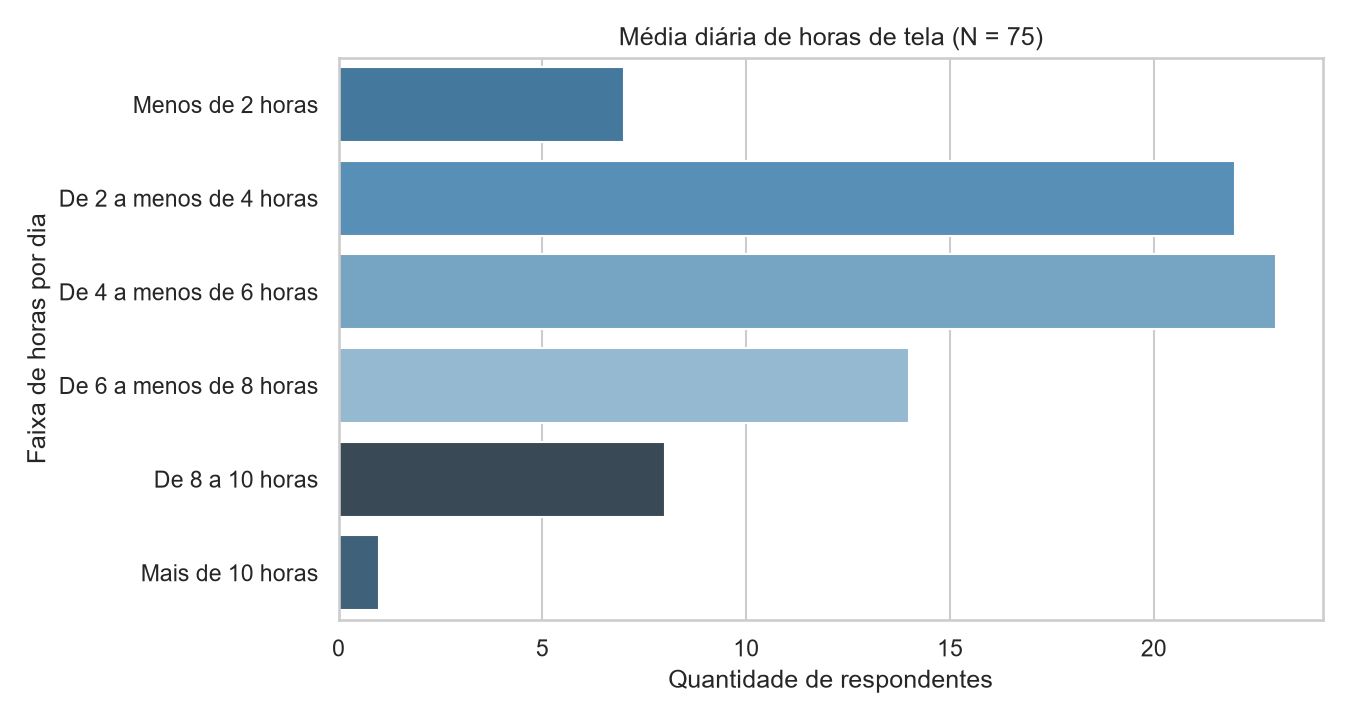 Média diária de horas de tela (N = 75)
Faixa de horas por dia
Menos de 2 horas
De 2 a menos de 4 horas
De 4 a menos de 6 horas
De 6 a menos de 8 horas
De 8 a 10 horas
Mais de 10 horas
0 5 10 15 20
Quantidade de respondentes